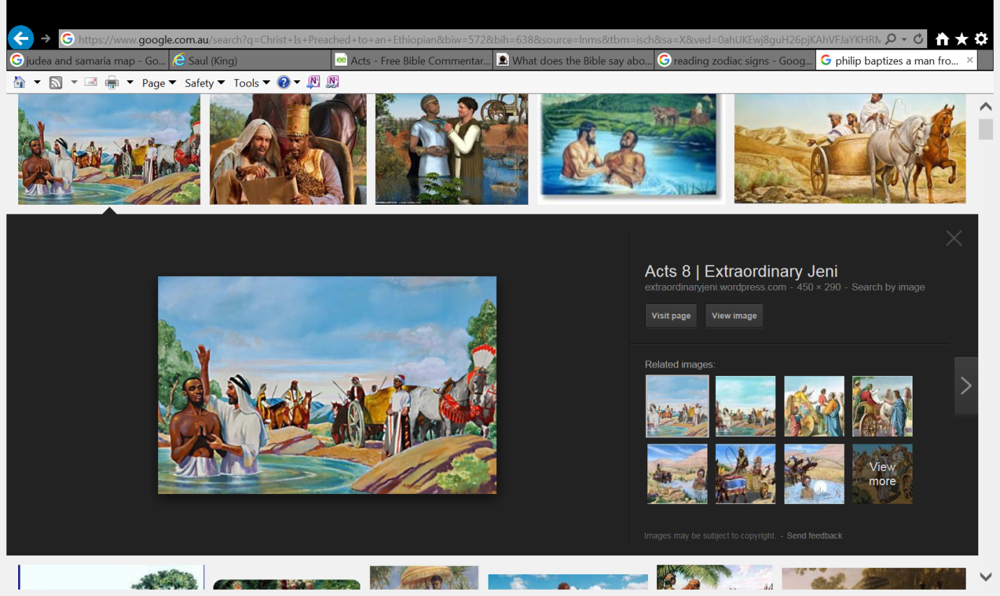 https://www.google.com.au/search?q=Christ+Is+Preached+to+an+Ethiopian&biw=572&bih=638&source=lnms&tbm=isch&sa=X&ved=0ahUKEwj8guH26pjKAhVFJaYKHRM
judea and samaria map - Go...
Saul (King)
Acts - Free Bible Commentar...
What does the Bible say abo...
reading zodiac signs - Goog...
philip baptizes a man fro...
Page
Safety
Tools
Acts 8 | Extraordinary Jeni
extraordinaryjeni.wordpress.com - 450 × 290 - Search by image
Visit page
View image
Related images:
View
more
Images may be subject to copyright. - Send feedback